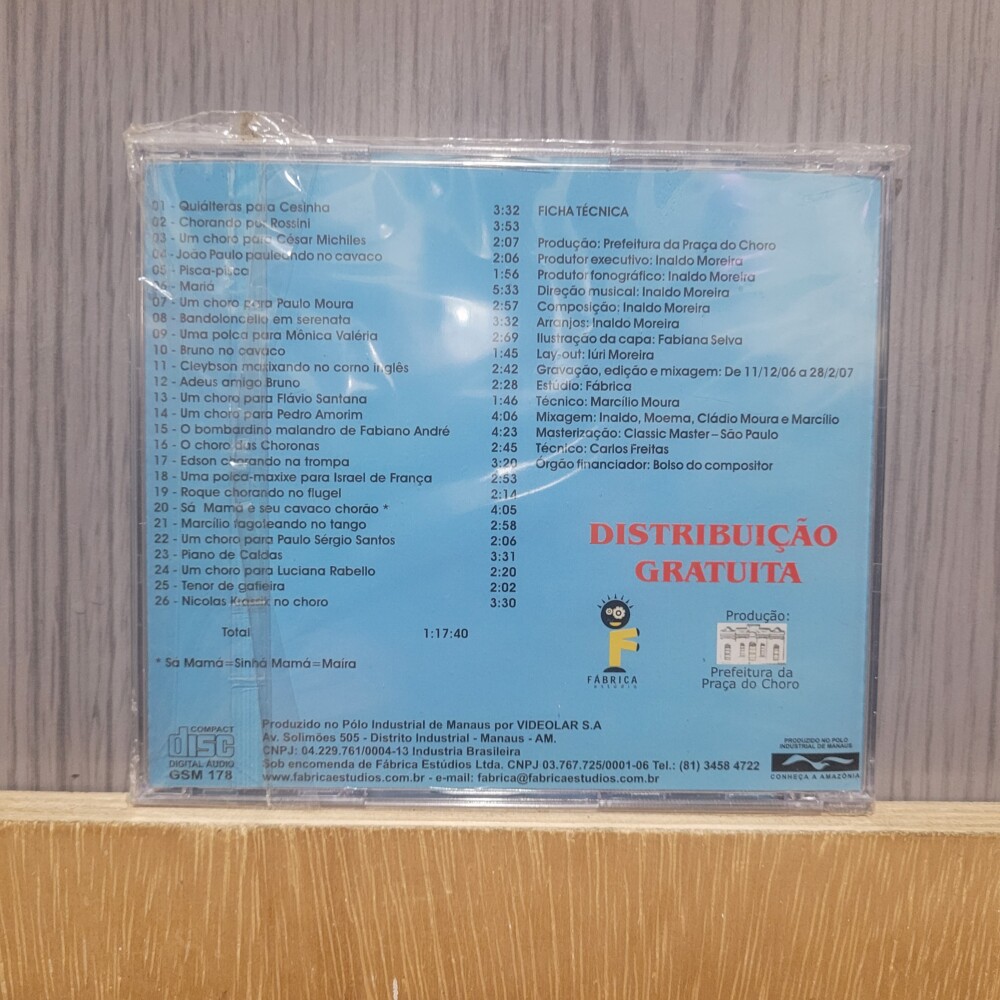 01 - Quiálteras para Cesinha 3:32
02 - Chorando por Rossini 3:53
03 - Um choro para César Michiles 2:07
04 - João Paulo pauleando no cavaco 2:06
05 - Pisca-pisca 1:56
06 - Mariá 5:33
07 - Um choro para Paulo Moura 2:57
08 - Bandoloncello em serenata 3:32
09 - Uma polca para Mônica Valéria 2:69
10 - Bruno no cavaco 1:45
11 - Cleybson maxixando no corno inglês 2:42
12 - Adeus amigo Bruno 2:28
13 - Um choro para Flávio Santana 1:46
14 - Um choro para Pedro Amorim 4:06
15 - O bombardino malandro de Fabiano André 4:23
16 - O choro das Choronas 2:45
17 - Edson chorando na trompa 3:20
18 - Uma polca-maxixe para Israel de França 2:53
19 - Roque chorando no flugel 2:14
20 - Sá Mamá e seu cavaco chorão * 4:05
21 - Marcílio fagoteando no tango 2:58
22 - Um choro para Paulo Sérgio Santos 2:06
23 - Piano de Caldas 3:31
24 - Um choro para Luciana Rabello 2:20
25 - Tenor de gafieira 2:02
26 - Nicolas Krassik no choro 3:30
Total 1:17:40
* Sá Mamá=Sinhá Mamá=Maíra
FICHA TÉCNICA
Produção: Prefeitura da Praça do Choro
Produtor executivo: Inaldo Moreira
Produtor fonográfico: Inaldo Moreira
Direção musical: Inaldo Moreira
Composição: Inaldo Moreira
Arranjos: Inaldo Moreira
Ilustração da capa: Fabiana Selva
Lay-out: Iúri Moreira
Gravação, edição e mixagem: De 11/12/06 a 28/2/07
Estúdio: Fábrica
Técnico: Marcílio Moura
Mixagem: Inaldo, Moema, Cládio Moura e Marcílio
Masterização: Classic Master – São Paulo
Técnico: Carlos Freitas
Órgão financiador: Bolso do compositor
DISTRIBUIÇÃO
GRATUITA
F
FÁBRICA
ESTÚDIO
Produção:
Prefeitura da
Praça do Choro
COMPACT
disc
DIGITAL AUDIO
GSM 178
Produzido no Pólo Industrial de Manaus por VIDEOLAR S.A
Av. Solimões 505 - Distrito Industrial - Manaus - AM.
CNPJ: 04.229.761/0004-13 Industria Brasileira
Sob encomenda de Fábrica Estúdios Ltda. CNPJ 03.767.725/0001-06 Tel.: (81) 3458 4722
www.fabricaestudios.com.br - e-mail: fabrica@fabricaestudios.com.br
PRODUZIDO NO PÓLO
INDUSTRIAL DE MANAUS
CONHEÇA A AMAZÔNIA